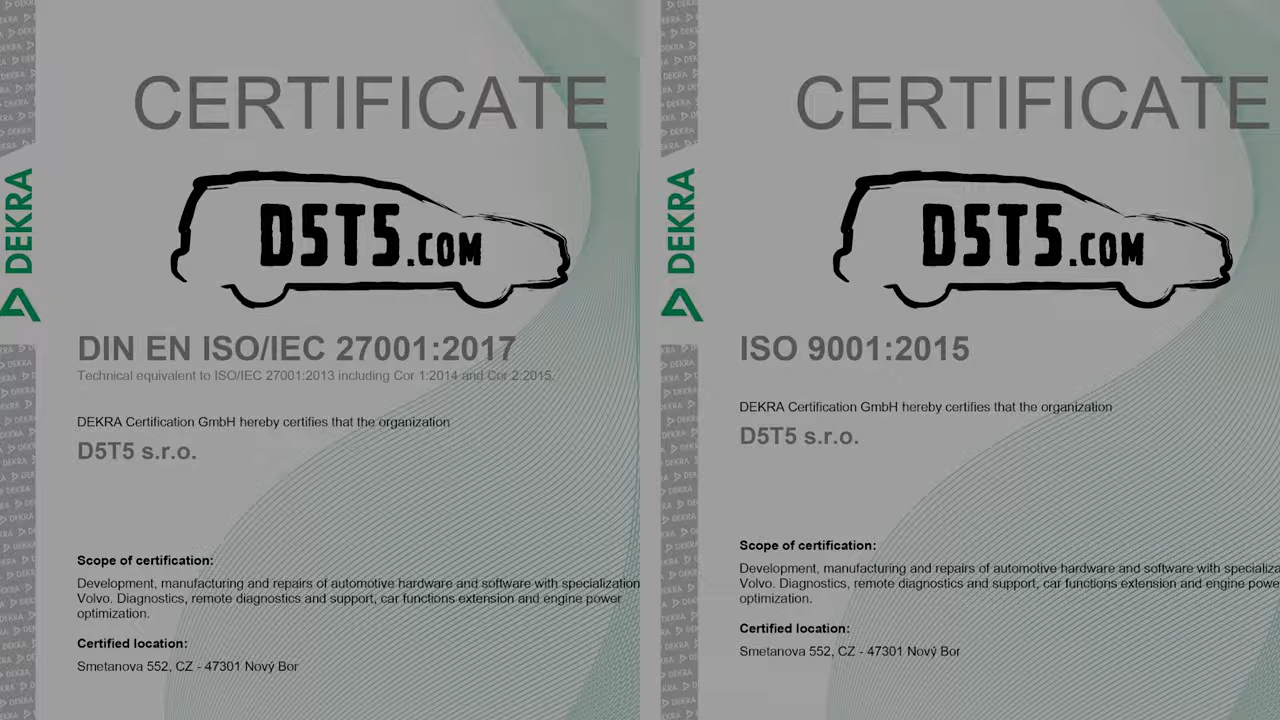 CERTIFICATE
DEKRA
D5T5.COM
DIN EN ISO/IEC 27001:2017
Technical equivalent to ISO/IEC 27001:2013 including Cor 1:2014 and Cor 2:2015.
DEKRA Certification GmbH hereby certifies that the organization
D5T5 s.r.o.
Scope of certification:
Development, manufacturing and repairs of automotive hardware and software with specialization
Volvo. Diagnostics, remote diagnostics and support, car functions extension and engine power
optimization.
Certified location:
Smetanova 552, CZ - 47301 Nový Bor
CERTIFICATE
DEKRA
D5T5.COM
ISO 9001:2015
DEKRA Certification GmbH hereby certifies that the organization
D5T5 s.r.o.
Scope of certification:
Development, manufacturing and repairs of automotive hardware and software with specializa
Volvo. Diagnostics, remote diagnostics and support, car functions extension and engine powe
optimization.
Certified location:
Smetanova 552, CZ - 47301 Nový Bor